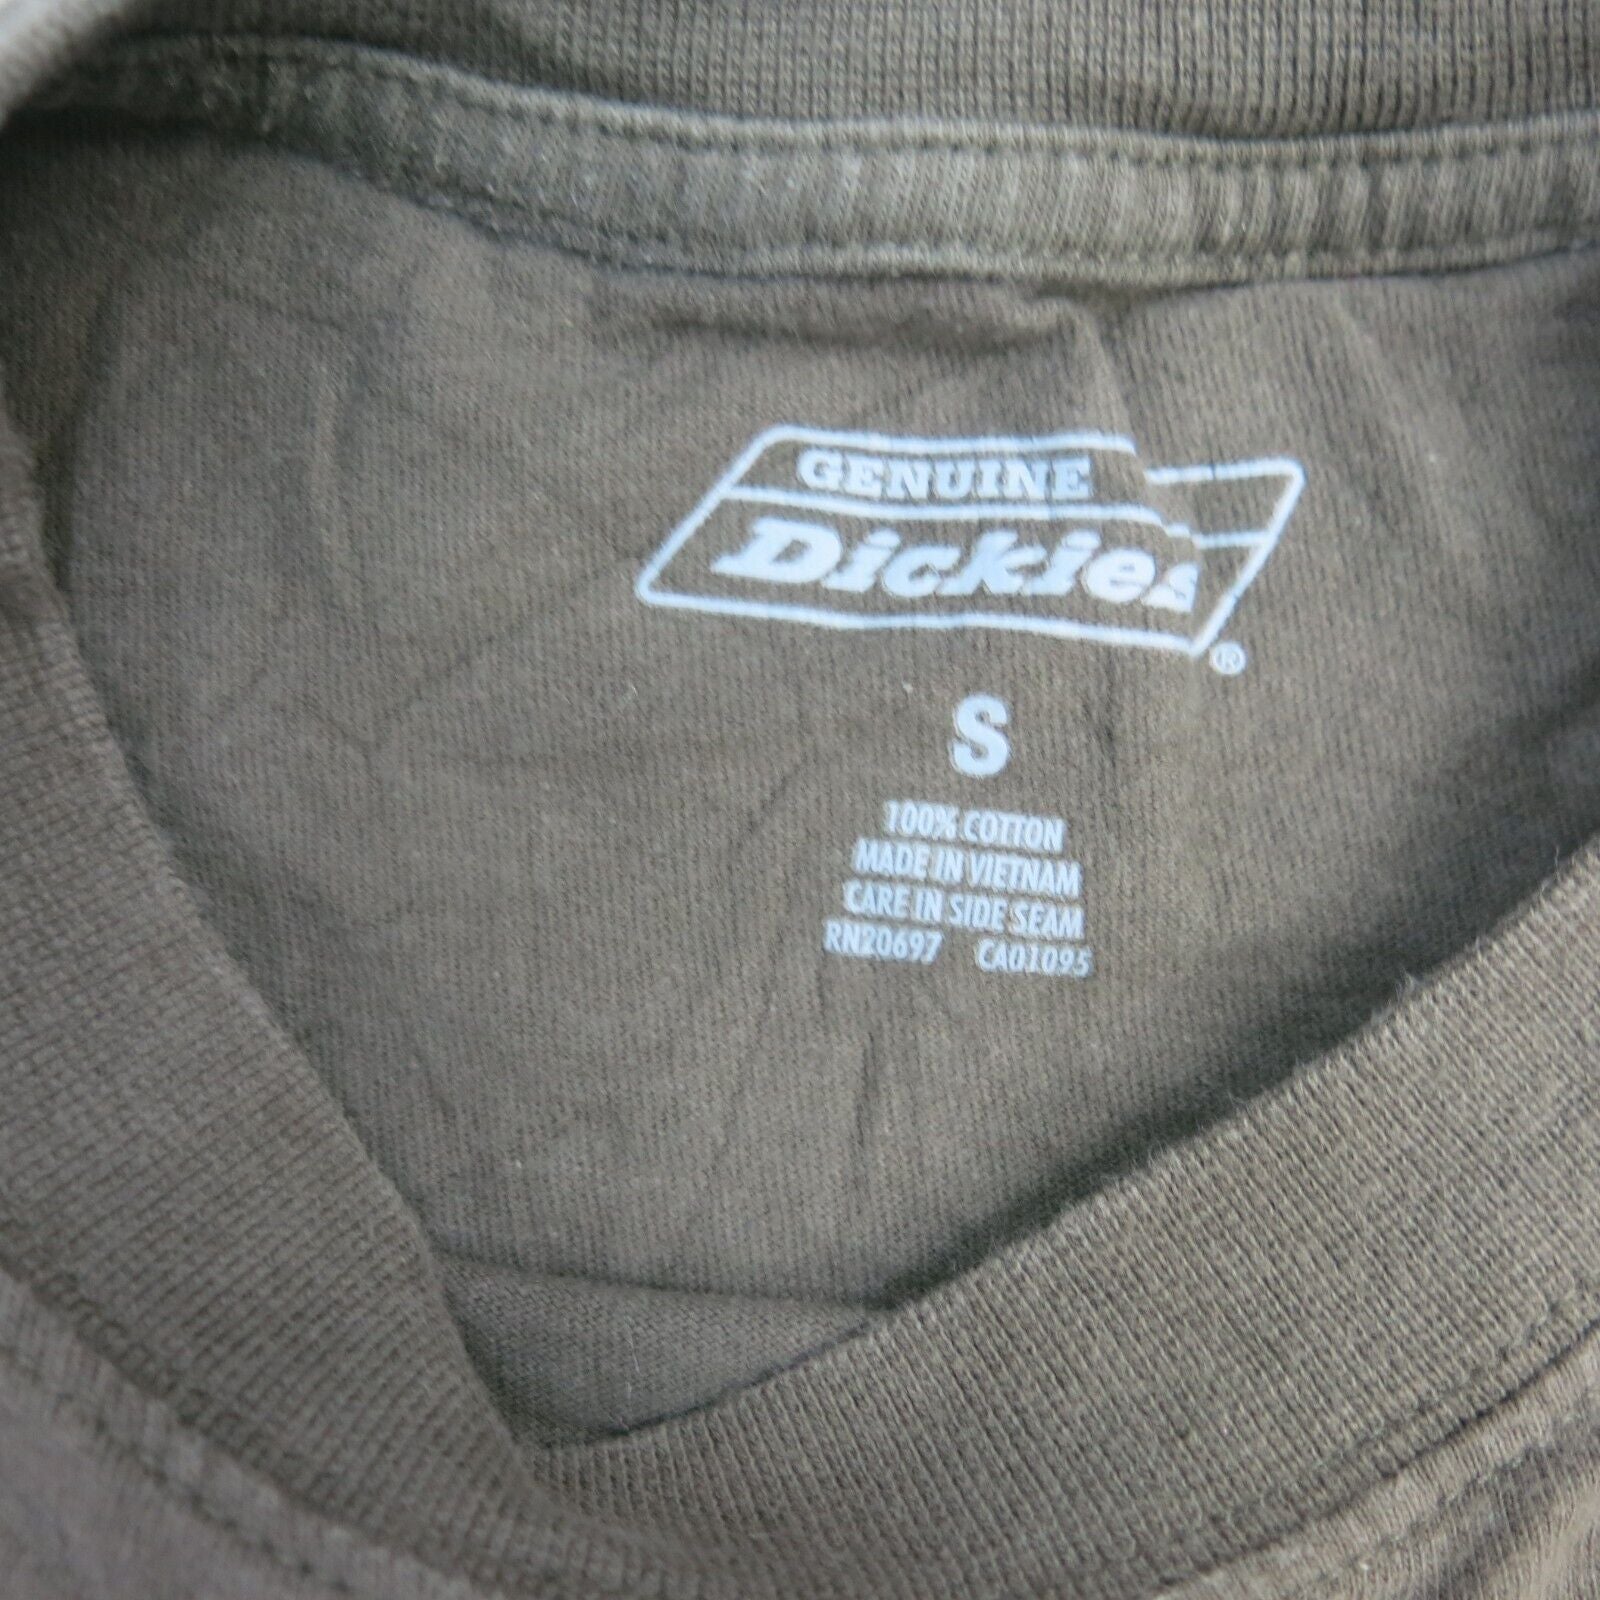 GENUINE
Dickies
®
S
100% COTTON
MADE IN VIETNAM
CARE IN SIDE SEAM
RN20697 CA01095